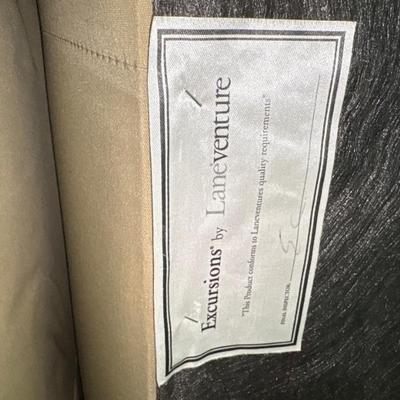 Excursions® by Laneventure
"This Product conforms to Laneventures quality requirements"
FINAL INSPECTOR